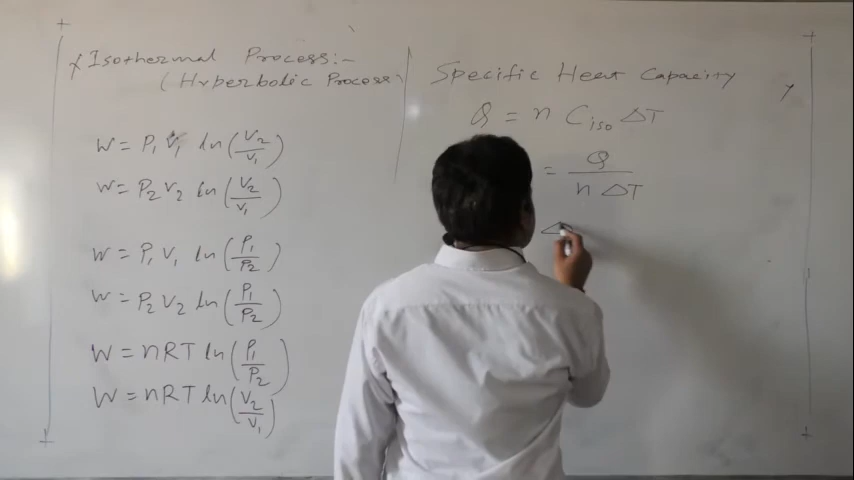 * Isothermal Process:-
(Hyperbolic Process)
W = P₁ V₁ ln(V₂/V₁)
W = P₂ V₂ ln(V₂/V₁)
W = P₁ V₁ ln(P₁/P₂)
W = P₂ V₂ ln(P₁/P₂)
W = nRT ln(P₁/P₂)
W = nRT ln(V₂/V₁)
Specific Heat Capacity
Q = n C_iso ΔT
= Q/(n ΔT)
Δ